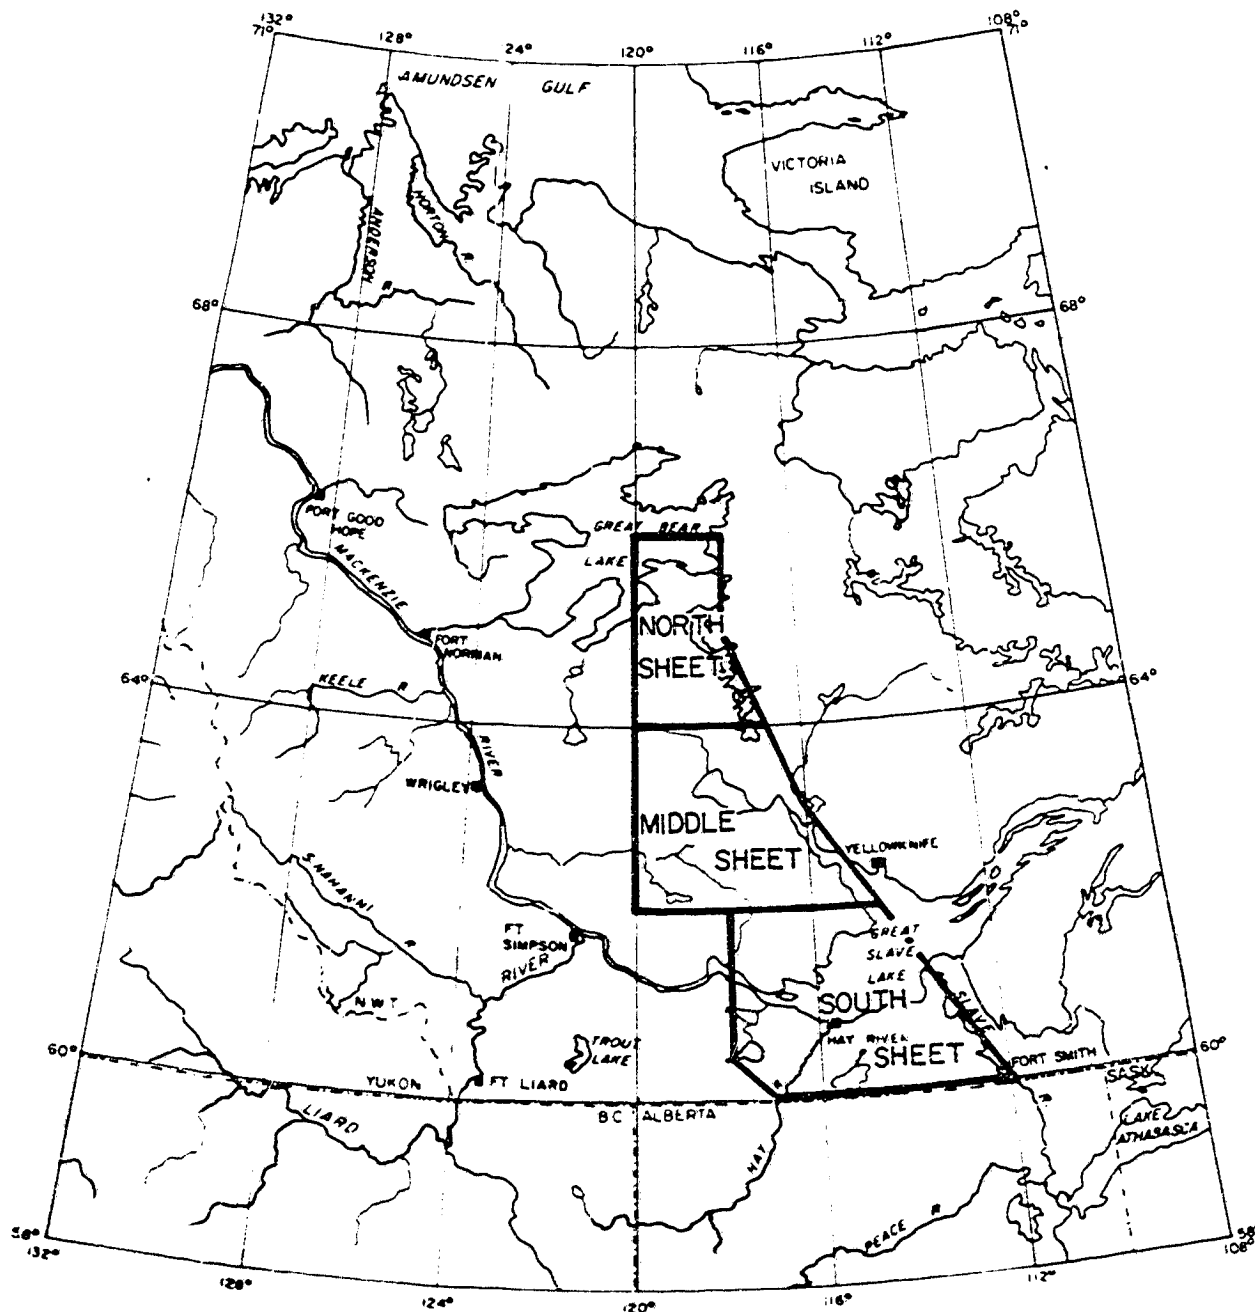 132°
71°
128°
24°
120°
116°
112°
108°
71°
AMUNDSEN GULF
VICTORIA
ISLAND
HORTON
R.
ANDERSON
R
68°
68°
FORT GOOD
HOPE
GREAT BEAR
LAKE
MACKENZIE
NORTH
SHEET
FORT
NORMAN
KEELE R
64°
64°
RIVER
WRIGLEY
MIDDLE
SHEET
YELLOWKNIFE
S. NAHANNI
R
FT
SIMPSON
RIVER
GREAT
SLAVE
LAKE
SOUTH
SHEET
SLAVE
N.W.T.
HAY RIVER
TROUT
LAKE
60°
60°
YUKON
FT LIARD
FORT SMITH
SASK
R
B.C. ALBERTA
LIARD
LAKE
ATHABASCA
HAY
PEACE R
58°
132°
128°
124°
120°
116°
112°
58°
108°